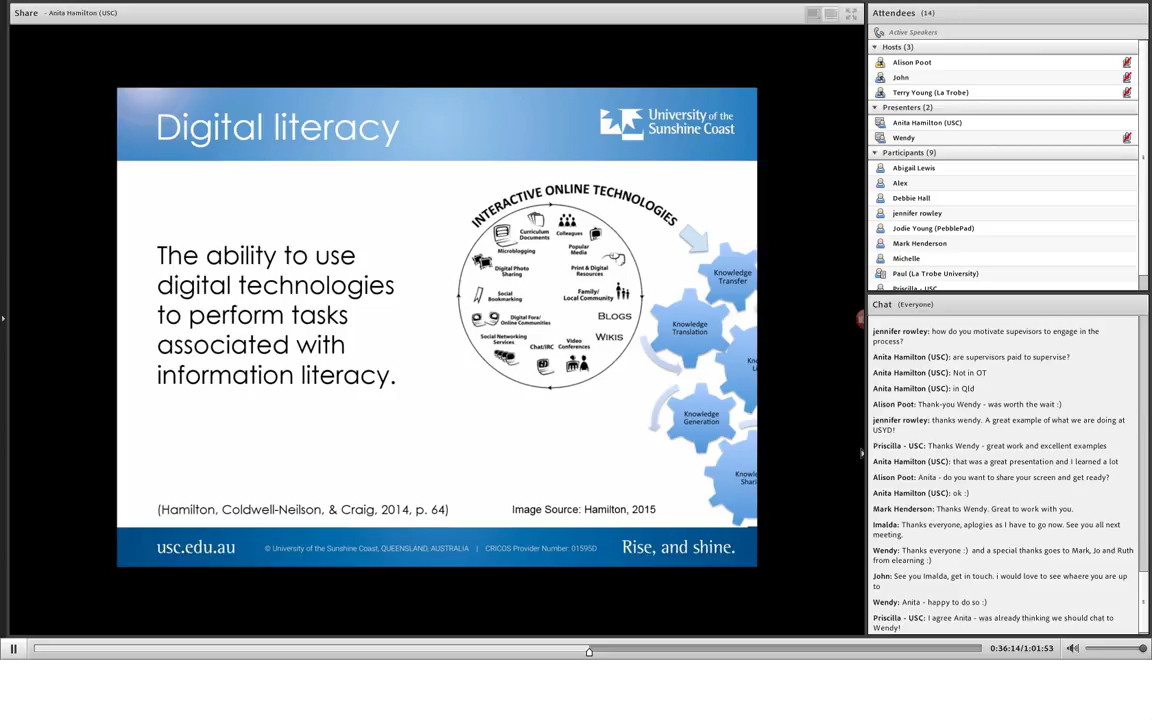 Share - Anita Hamilton (USC)
Digital literacy
University of the
Sunshine Coast
The ability to use
digital technologies
to perform tasks
associated with
information literacy.
INTERACTIVE ONLINE TECHNOLOGIES
Curriculum
Documents
Colleagues
Microblogging
Popular
Media
Digital Photo
Sharing
Print & Digital
Resources
Social
Bookmarking
Family/
Local Community
Digital Fora/
Online Communities
BLOGS
WIKIS
Social Networking
Services
Chat/IRC
Video
Conferences
Knowledge
Transfer
Knowledge
Translation
Knowledge
Generation
(Hamilton, Coldwell-Neilson, & Craig, 2014, p. 64)
Image Source: Hamilton, 2015
usc.edu.au
© University of the Sunshine Coast, QUEENSLAND, AUSTRALIA | CRICOS Provider Number: 01595D
Rise, and shine.
Attendees (14)
Active Speakers
Hosts (3)
Alison Poot
John
Terry Young (La Trobe)
Presenters (2)
Anita Hamilton (USC)
Wendy
Participants (9)
Abigail Lewis
Alex
Debbie Hall
jennifer rowley
Jodie Young (PebblePad)
Mark Henderson
Michelle
Paul (La Trobe University)
Priscilla - USC
Chat (Everyone)
jennifer rowley: how do you motivate supevisors to engage in the
process?
Anita Hamilton (USC): are supervisors paid to supervise?
Anita Hamilton (USC): Not in OT
Anita Hamilton (USC): in Qld
Alison Poot: Thank-you Wendy - was worth the wait :)
jennifer rowley: thanks wendy. A great example of what we are doing at
USYD!
Priscilla - USC: Thanks Wendy - great work and excellent examples
Anita Hamilton (USC): that was a great presentation and I learned a lot
Alison Poot: Anita - do you want to share your screen and get ready?
Anita Hamilton (USC): ok :)
Mark Henderson: Thanks Wendy. Great to work with you.
Imalda: Thanks everyone, aplogies as I have to go now. See you all next
meeting.
Wendy: Thanks everyone :) and a special thanks goes to Mark, Jo and Ruth
from elearning :)
John: See you Imalda, get in touch. i would love to see whaere you are up
to
Wendy: Anita - happy to do so :)
Priscilla - USC: I agree Anita - was already thinking we should chat to
Wendy!
0:36:14/1:01:53